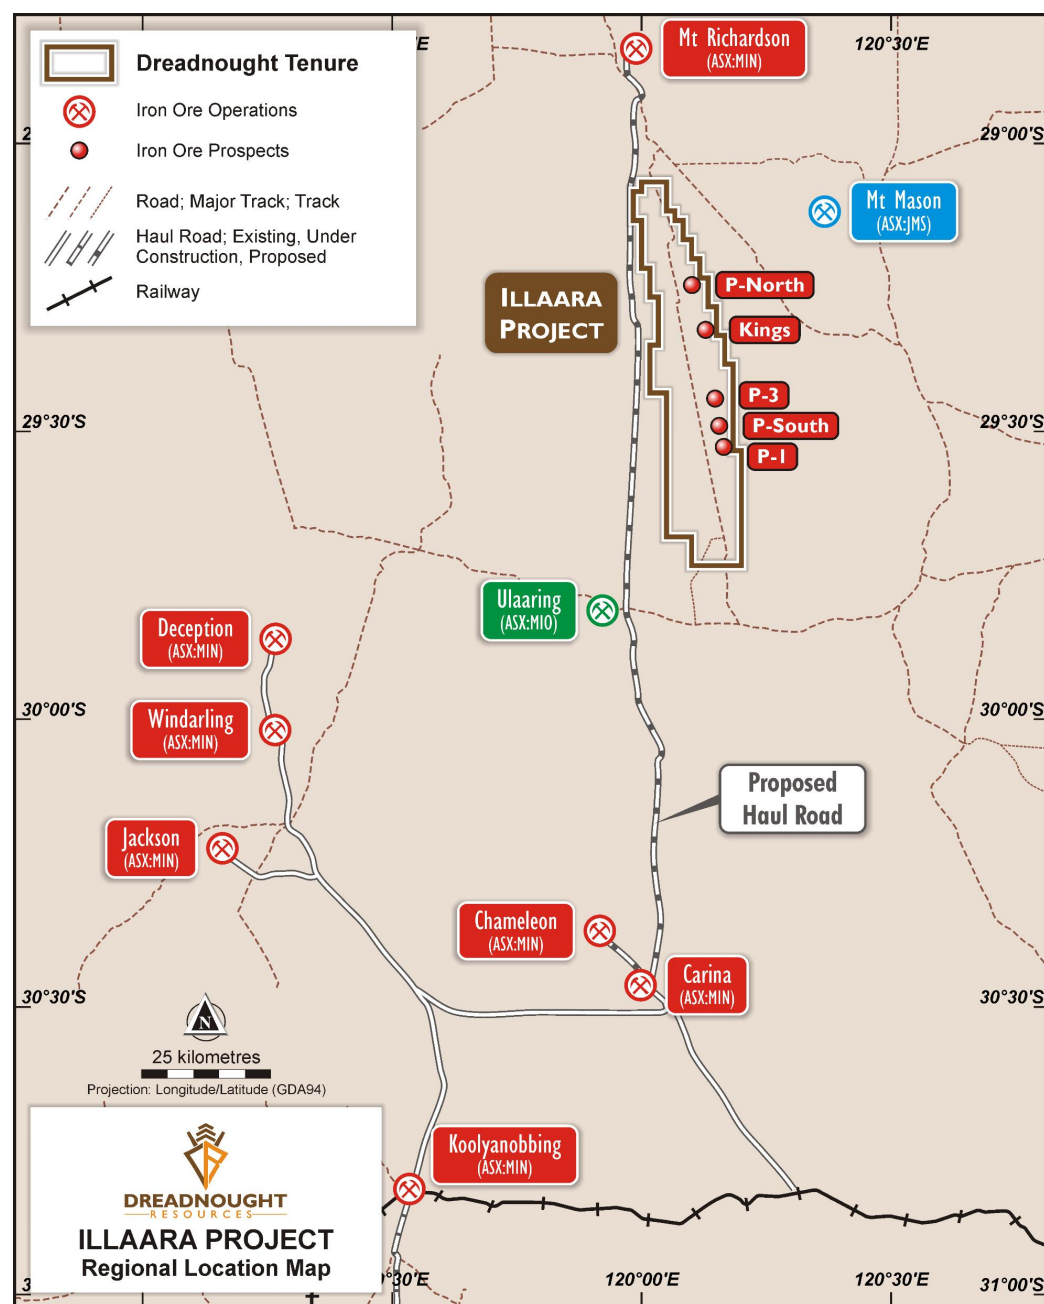 Dreadnought Tenure
Iron Ore Operations
Iron Ore Prospects
Road; Major Track; Track
Haul Road; Existing, Under
Construction, Proposed
Railway
Mt Richardson
(ASX:MIN)
120°30'E
29°00'S
Mt Mason
(ASX:JMS)
ILLAARA
PROJECT
P-North
Kings
P-3
P-South
P-1
29°30'S
29°30'S
Ulaaring
(ASX:MIO)
Deception
(ASX:MIN)
Windarling
(ASX:MIN)
30°00'S
30°00'S
Proposed
Haul Road
Jackson
(ASX:MIN)
Chameleon
(ASX:MIN)
Carina
(ASX:MIN)
30°30'S
30°30'S
N
25 kilometres
Projection: Longitude/Latitude (GDA94)
Koolyanobbing
(ASX:MIN)
DREADNOUGHT
RESOURCES
ILLAARA PROJECT
Regional Location Map
120°00'E
120°30'E
31°00'S